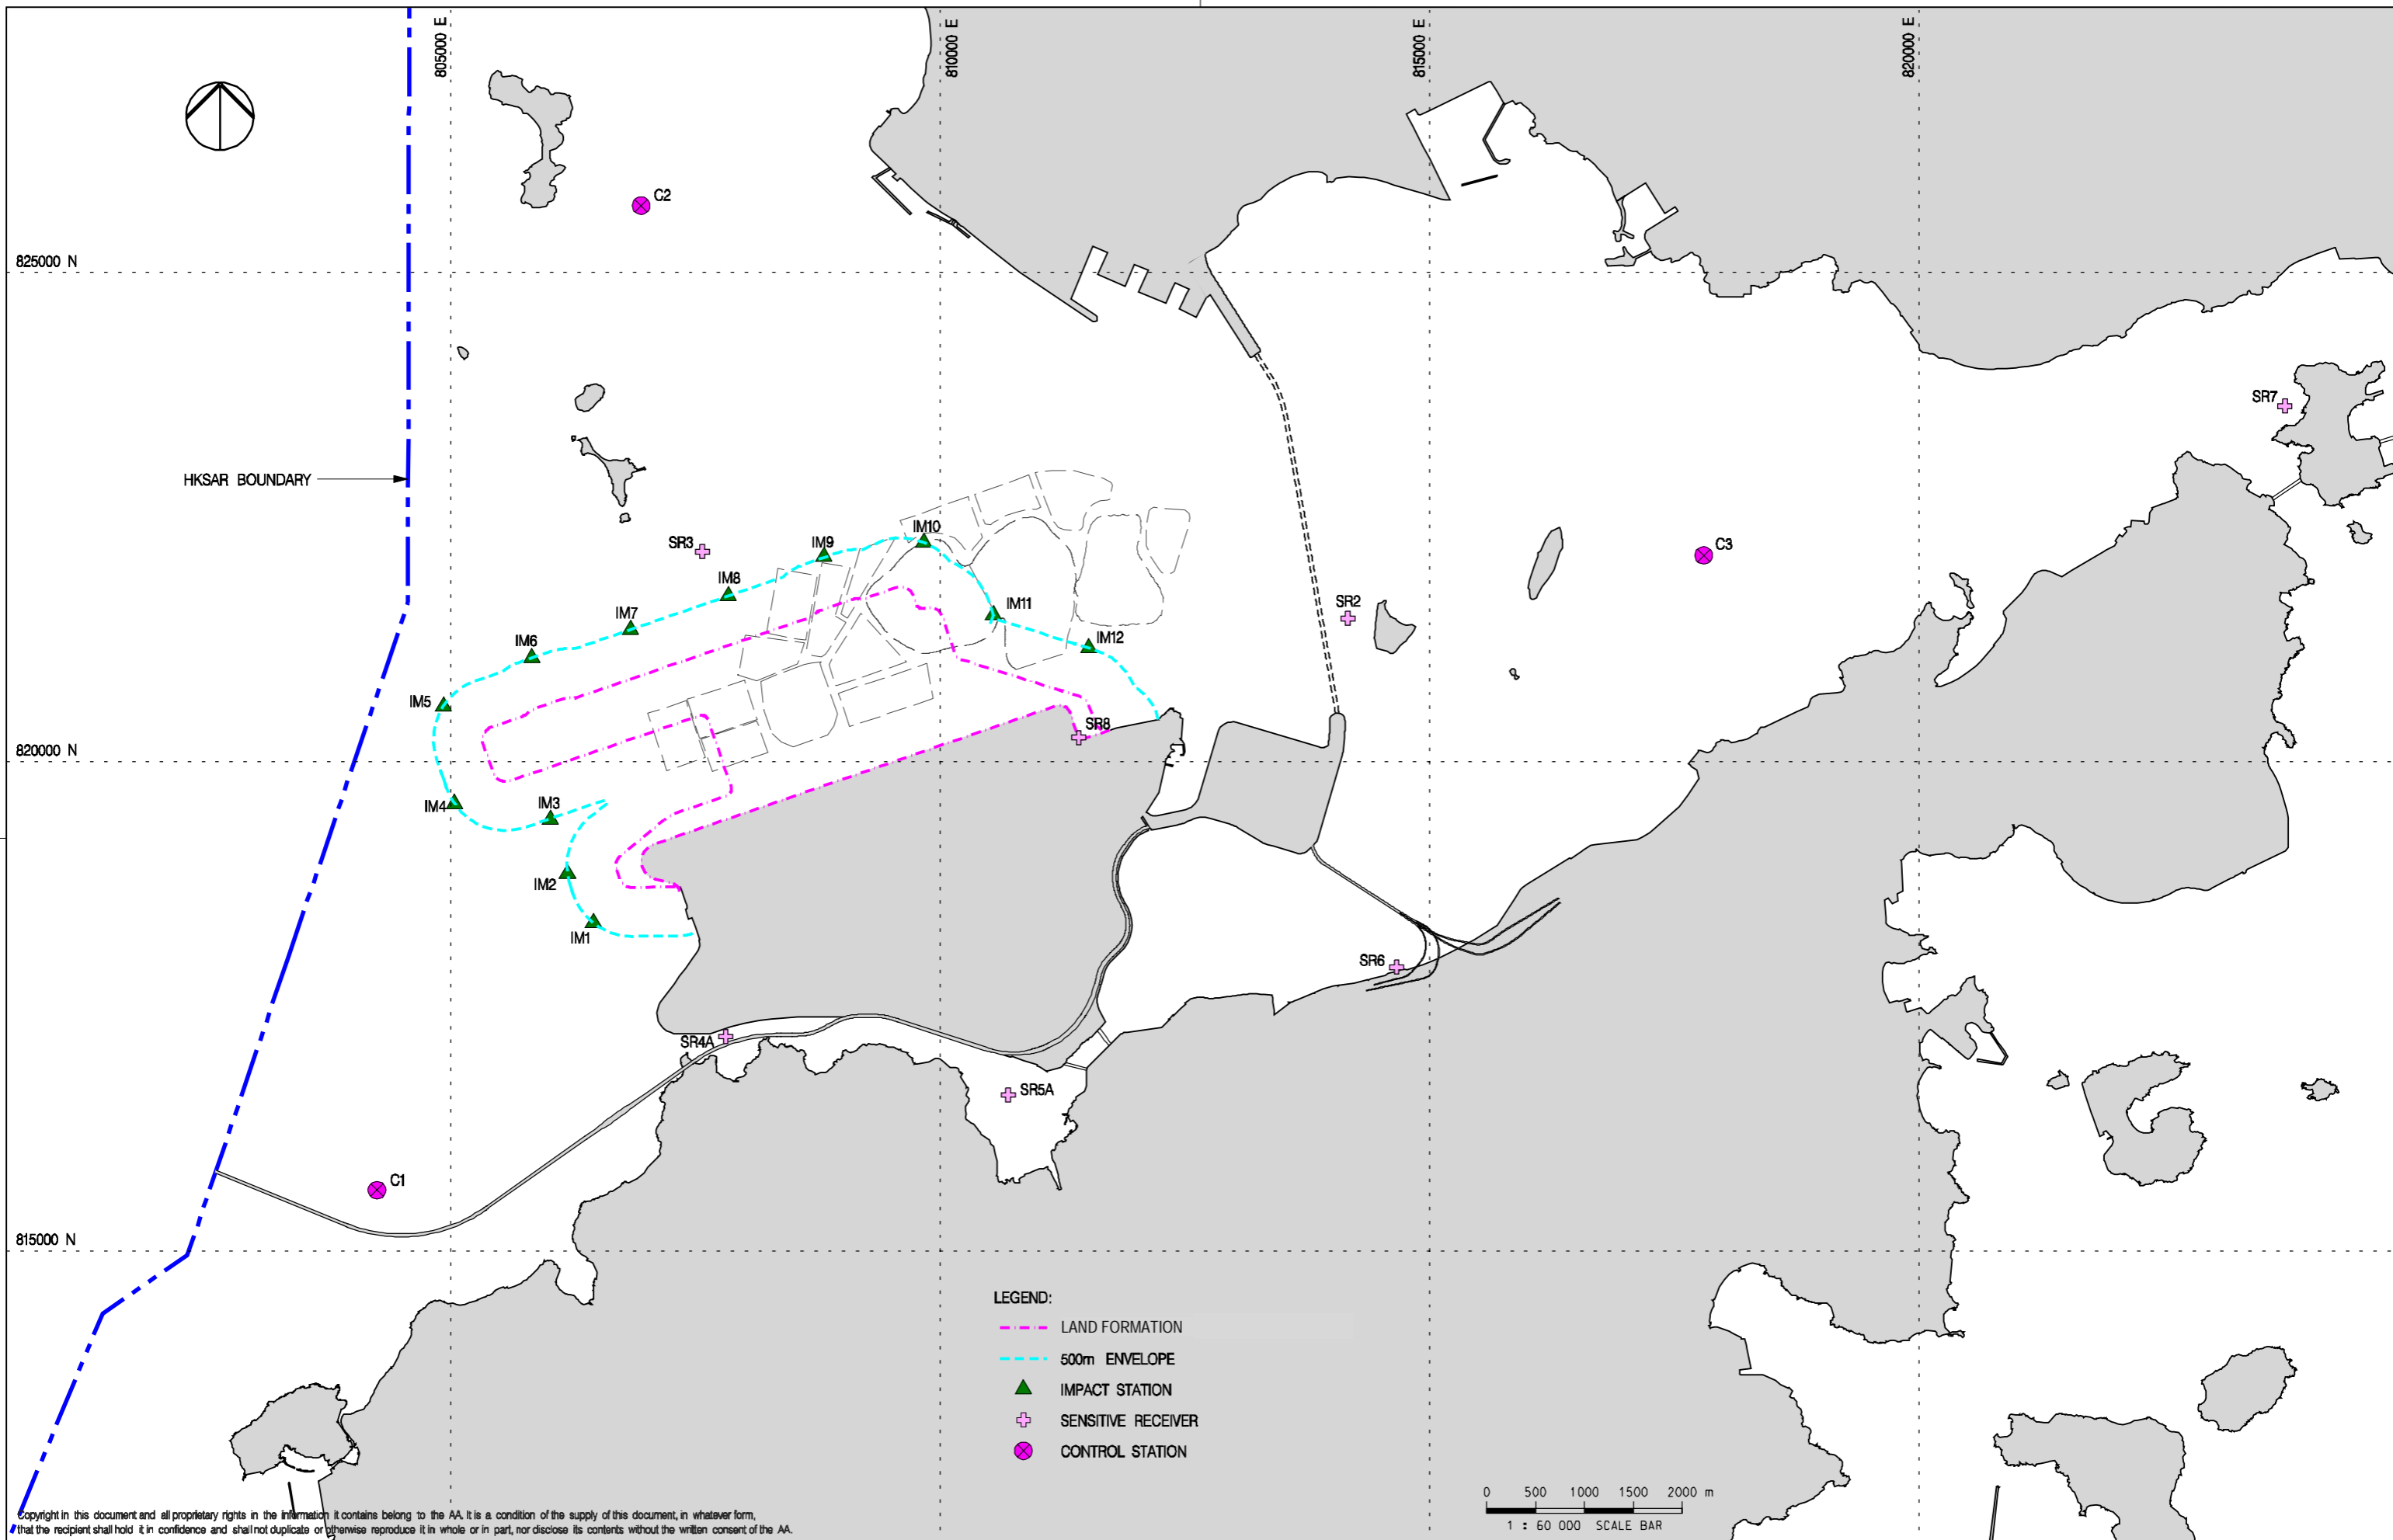 805000 E
810000 E
815000 E
820000 E
C2
825000 N
SR7
HKSAR BOUNDARY
IM10
SR3
IM9
C3
IM8
SR2
IM7
IM11
IM12
IM6
IM5
SR8
820000 N
IM4
IM3
IM2
IM1
SR6
SR4A
SR5A
C1
815000 N
LEGEND:
LAND FORMATION
500m ENVELOPE
IMPACT STATION
SENSITIVE RECEIVER
CONTROL STATION
0 500 1000 1500 2000 m
1 : 60 000 SCALE BAR
Copyright in this document and all proprietary rights in the information it contains belong to the AA. It is a condition of the supply of this document, in whatever form,
that the recipient shall hold it in confidence and shall not duplicate or otherwise reproduce it in whole or in part, nor disclose its contents without the written consent of the AA.